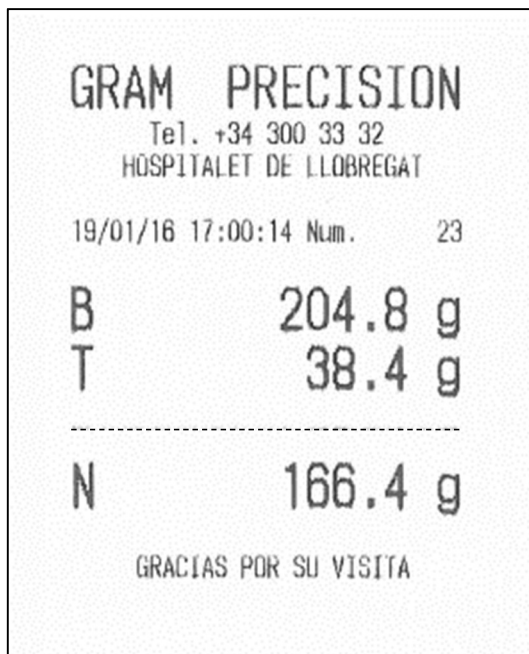 GRAM PRECISION
Tel. +34 300 33 32
HOSPITALET DE LLOBREGAT
19/01/16 17:00:14 Num. 23
B 204.8 g
T 38.4 g
N 166.4 g
GRACIAS POR SU VISITA